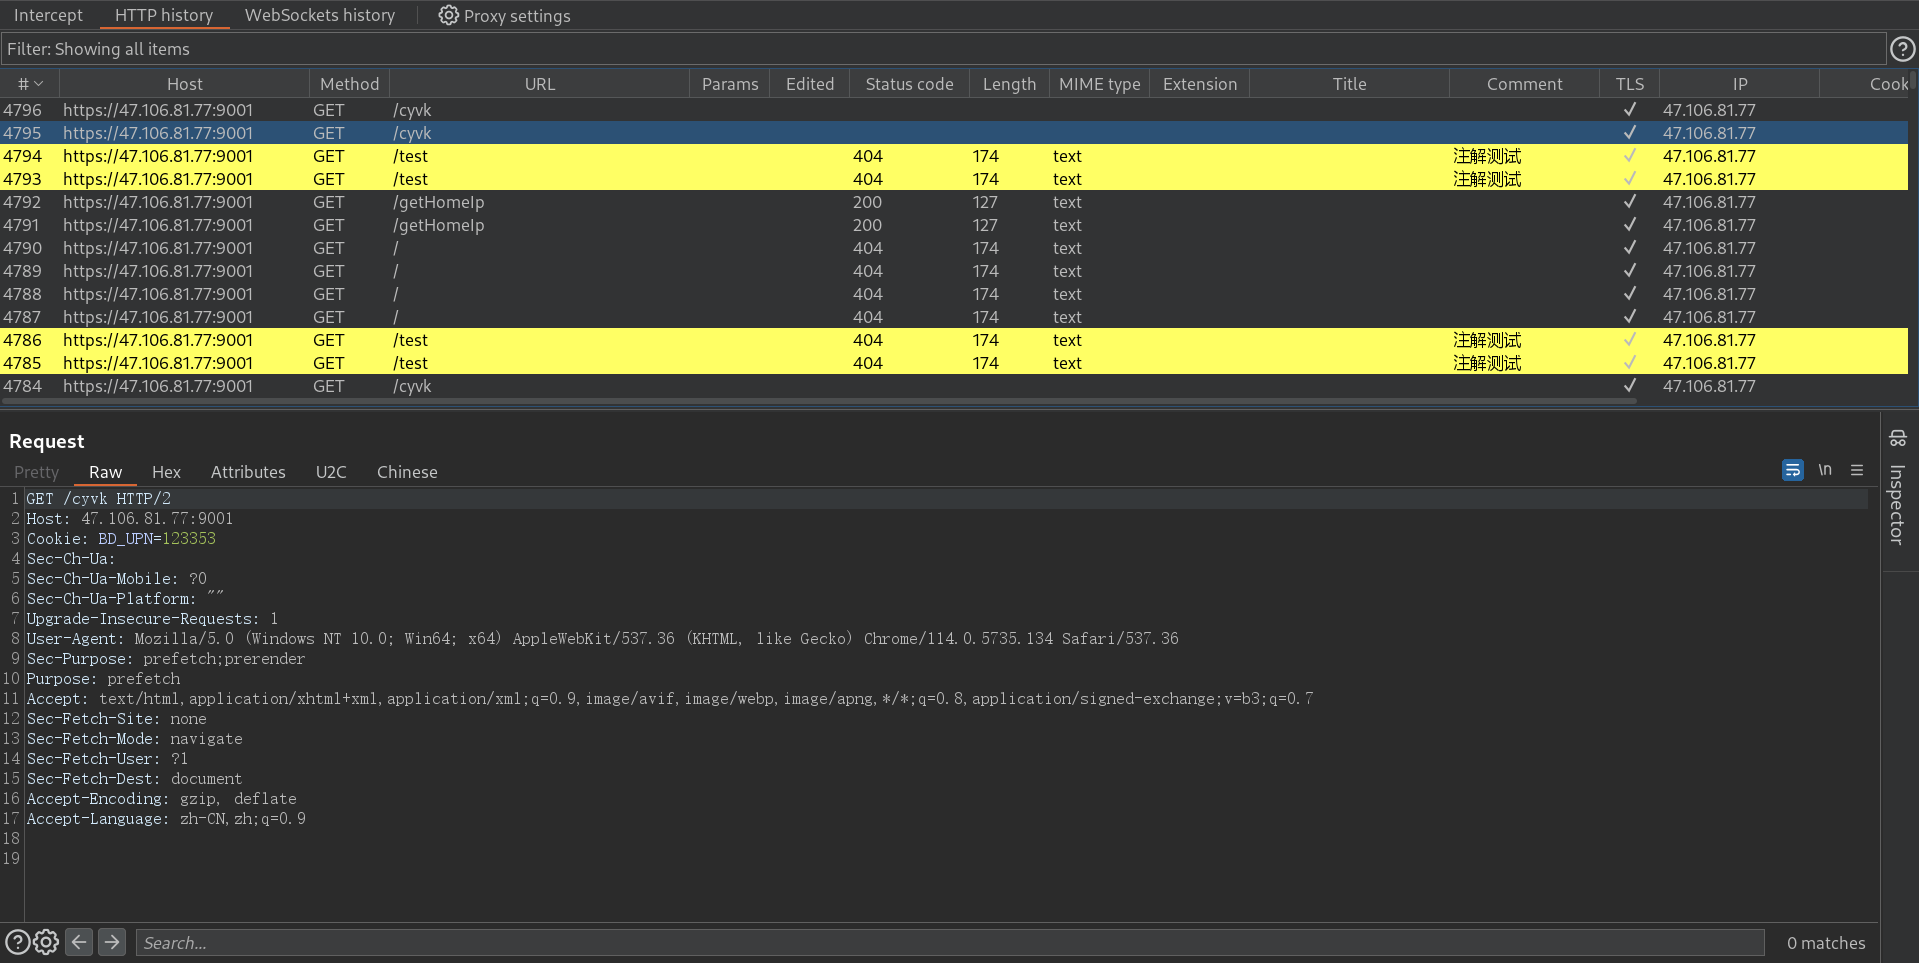 Intercept HTTP history WebSockets history Proxy settings
Filter: Showing all items
# Host Method URL Params Edited Status code Length MIME type Extension Title Comment TLS IP Cook
4796 https://47.106.81.77:9001 GET /cyvk ✓ 47.106.81.77
4795 https://47.106.81.77:9001 GET /cyvk ✓ 47.106.81.77
4794 https://47.106.81.77:9001 GET /test 404 174 text 注解测试 ✓ 47.106.81.77
4793 https://47.106.81.77:9001 GET /test 404 174 text 注解测试 ✓ 47.106.81.77
4792 https://47.106.81.77:9001 GET /getHomeIp 200 127 text ✓ 47.106.81.77
4791 https://47.106.81.77:9001 GET /getHomeIp 200 127 text ✓ 47.106.81.77
4790 https://47.106.81.77:9001 GET / 404 174 text ✓ 47.106.81.77
4789 https://47.106.81.77:9001 GET / 404 174 text ✓ 47.106.81.77
4788 https://47.106.81.77:9001 GET / 404 174 text ✓ 47.106.81.77
4787 https://47.106.81.77:9001 GET / 404 174 text ✓ 47.106.81.77
4786 https://47.106.81.77:9001 GET /test 404 174 text 注解测试 ✓ 47.106.81.77
4785 https://47.106.81.77:9001 GET /test 404 174 text 注解测试 ✓ 47.106.81.77
4784 https://47.106.81.77:9001 GET /cyvk ✓ 47.106.81.77
Request
Pretty Raw Hex Attributes U2C Chinese \n
1 GET /cyvk HTTP/2
2 Host: 47.106.81.77:9001
3 Cookie: BD_UPN=123353
4 Sec-Ch-Ua:
5 Sec-Ch-Ua-Mobile: ?0
6 Sec-Ch-Ua-Platform: ""
7 Upgrade-Insecure-Requests: 1
8 User-Agent: Mozilla/5.0 (Windows NT 10.0; Win64; x64) AppleWebKit/537.36 (KHTML, like Gecko) Chrome/114.0.5735.134 Safari/537.36
9 Sec-Purpose: prefetch;prerender
10 Purpose: prefetch
11 Accept: text/html,application/xhtml+xml,application/xml;q=0.9,image/avif,image/webp,image/apng,*/*;q=0.8,application/signed-exchange;v=b3;q=0.7
12 Sec-Fetch-Site: none
13 Sec-Fetch-Mode: navigate
14 Sec-Fetch-User: ?1
15 Sec-Fetch-Dest: document
16 Accept-Encoding: gzip, deflate
17 Accept-Language: zh-CN,zh;q=0.9
18
19
Inspector
Search... 0 matches